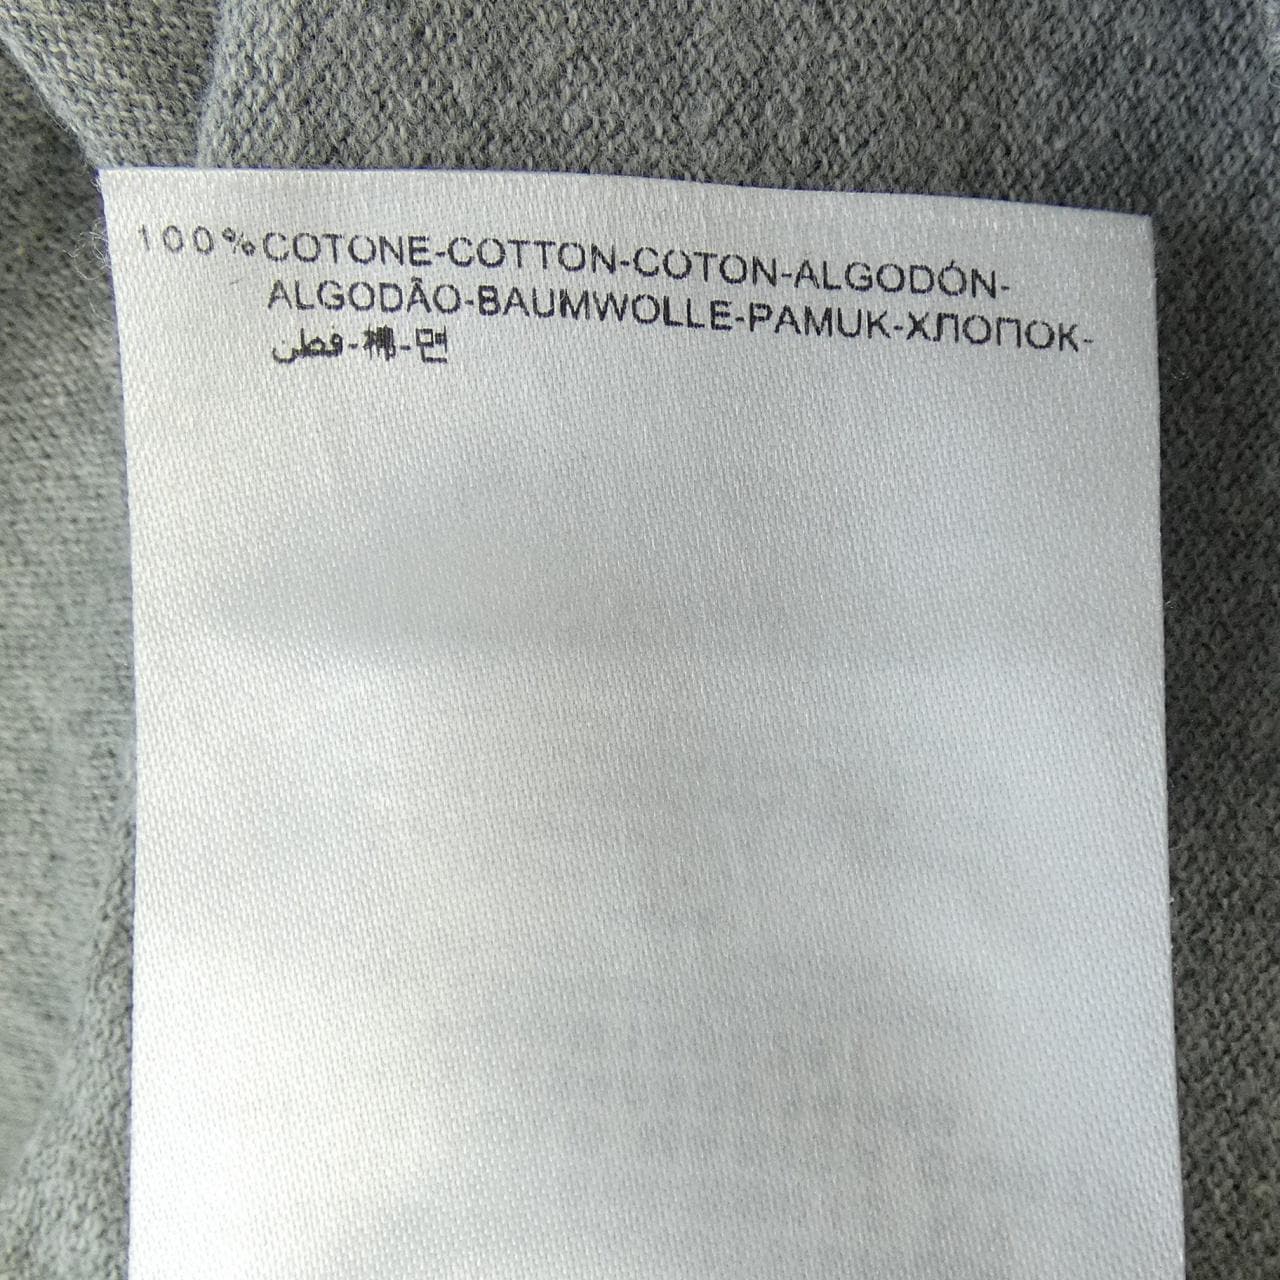 100%COTONE-COTTON-COTON-ALGODÓN-
ALGODÃO-BAUMWOLLE-PAMUK-ХЛОПОК-
قطن-棉-면